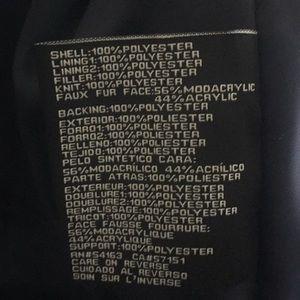 SHELL:100%POLYESTER
LINING1:100%POLYESTER
LINING2:100%POLYESTER
FILLER:100%POLYESTER
KNIT:100%POLYESTER
FAUX FUR FACE:56%MODACRYLIC
44%ACRYLIC
BACKING:100%POLYESTER
EXTERIOR:100%POLIESTER
FORRO1:100%POLIESTER
FORRO2:100%POLIESTER
RELLENO:100%POLIESTER
TEJIDO:100%POLIESTER
PELO SINTETICO CARA:
56%MODACRÍLICO 44%ACRÍLICO
PARTE ATRAS:100%POLIESTER
EXTERIEUR:100%POLYESTER
DOUBLURE1:100%POLYESTER
DOUBLURE2:100%POLYESTER
REMPLISSAGE:100%POLYESTER
TRICOT:100%POLYESTER
FACE FAUSSE FOURRURE:
56%MODACRYLIQUE
44%ACRYLIQUE
SUPPORT:100%POLYESTER
RN#54163 CA#57151
CARE ON REVERSE
CUIDADO AL REVERSO
SOIN SUR L'INVERSE